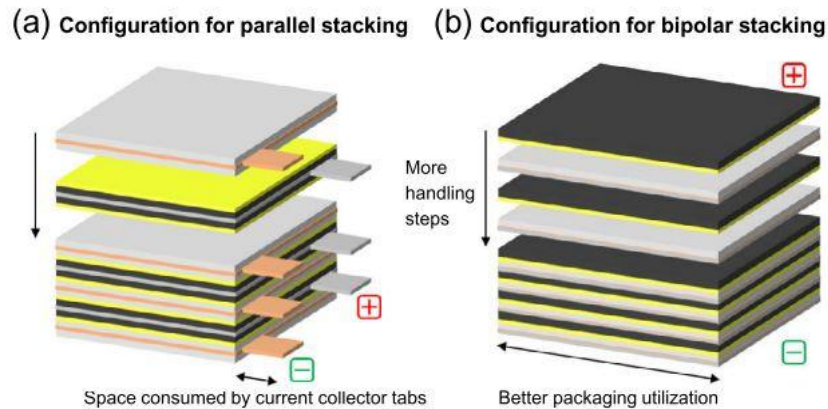 (a) Configuration for parallel stacking
(b) Configuration for bipolar stacking
+
More
handling
steps
+
−
−
Space consumed by current collector tabs
Better packaging utilization